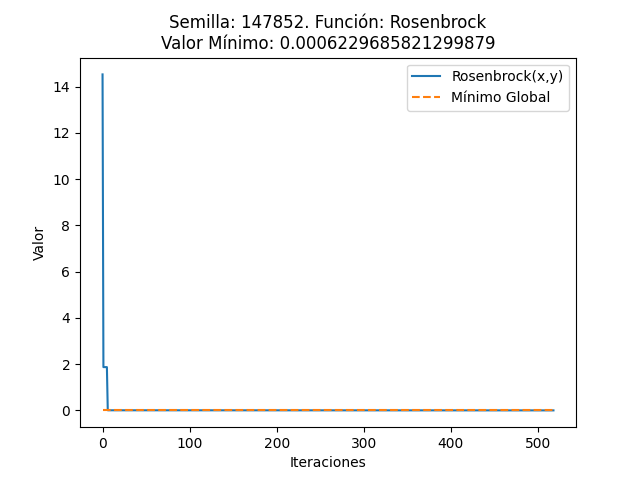 Semilla: 147852. Función: Rosenbrock
Valor Mínimo: 0.0006229685821299879
Rosenbrock(x,y)
Mínimo Global
14
12
10
8
6
4
2
0
Valor
0
100
200
300
400
500
Iteraciones